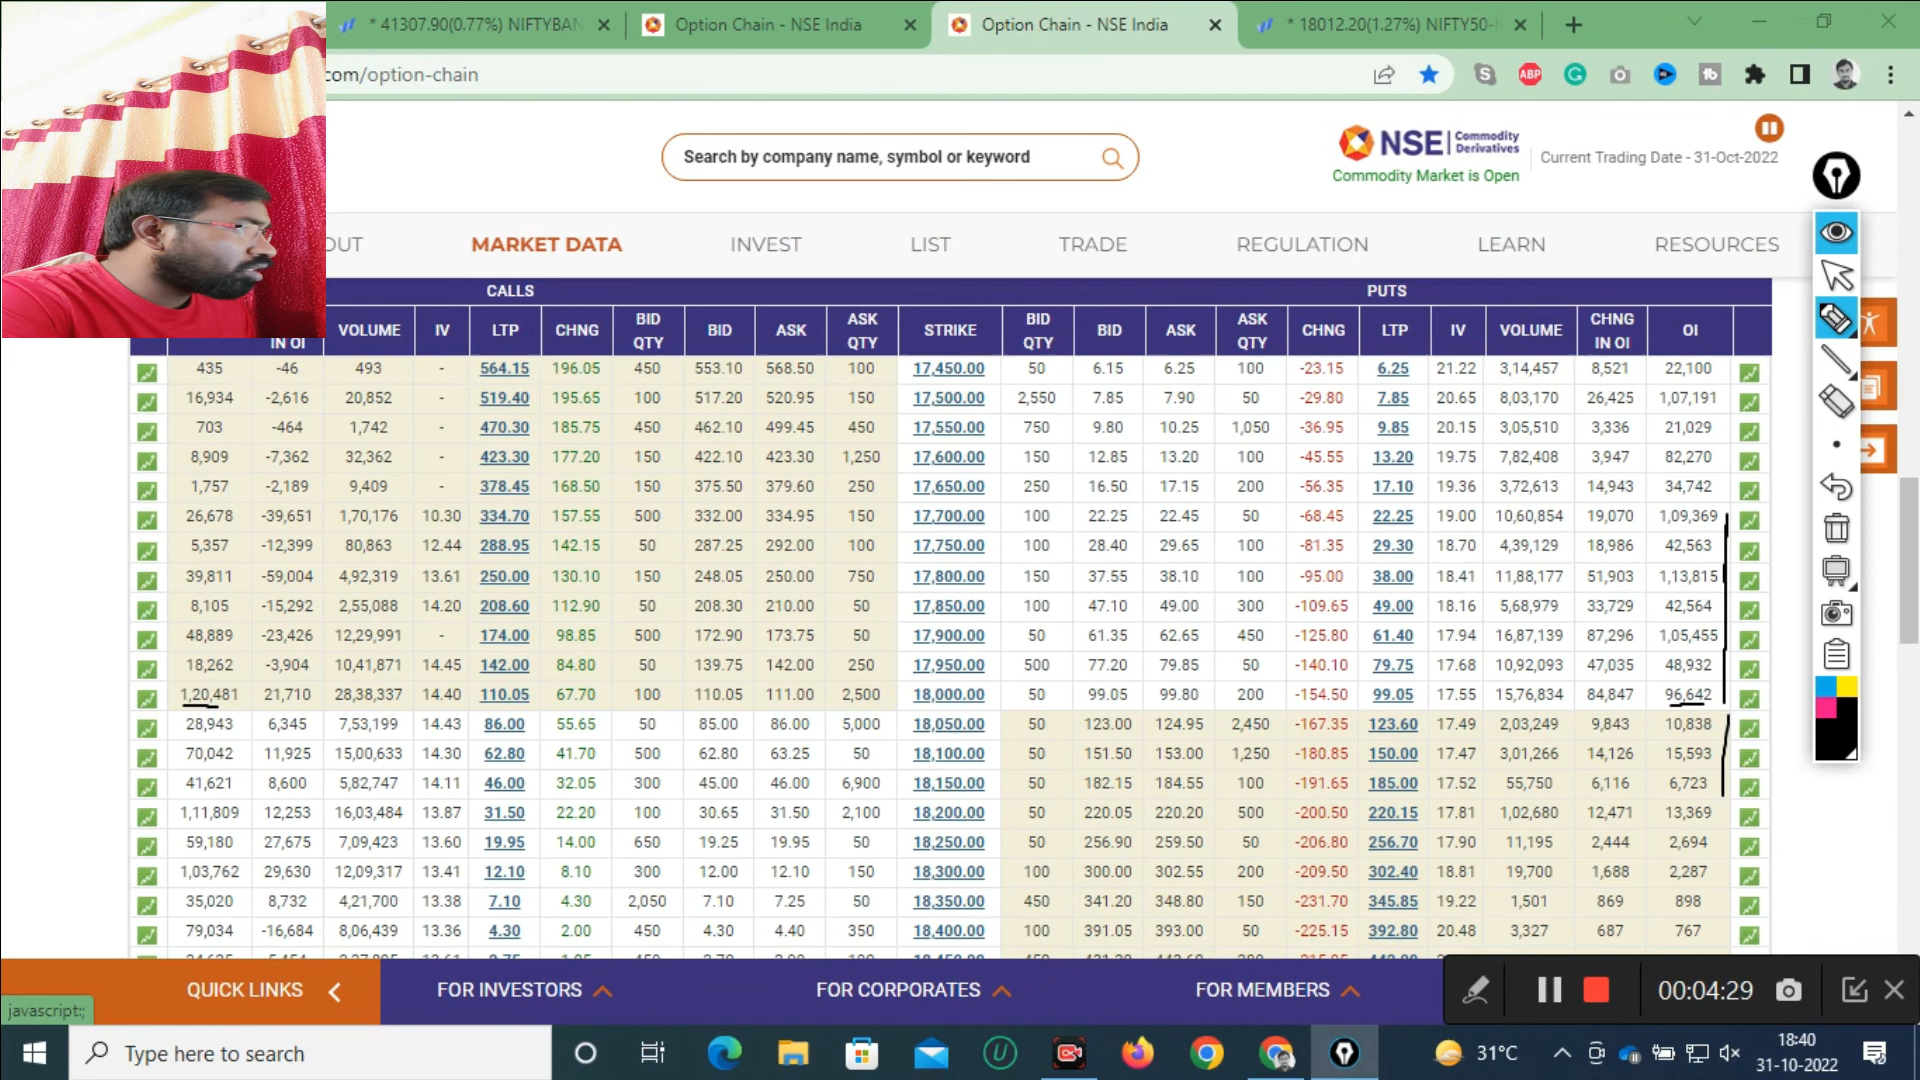 * 41307.90(0.77%) NIFTYBAN
Option Chain - NSE India
Option Chain - NSE India
* 18012.20(1.27%) NIFTY50-I
com/option-chain
ABP
Search by company name, symbol or keyword
NSE Commodity Derivatives
Commodity Market is Open
Current Trading Date - 31-Oct-2022
OUT MARKET DATA INVEST LIST TRADE REGULATION LEARN RESOURCES
CALLS PUTS
IN OI VOLUME IV LTP CHNG BID QTY BID ASK ASK QTY STRIKE BID QTY BID ASK ASK QTY CHNG LTP IV VOLUME CHNG IN OI OI
435 -46 493 - 564.15 196.05 450 553.10 568.50 100 17,450.00 50 6.15 6.25 100 -23.15 6.25 21.22 3,14,457 8,521 22,100
16,934 -2,616 20,852 - 519.40 195.65 100 517.20 520.95 150 17,500.00 2,550 7.85 7.90 50 -29.80 7.85 20.65 8,03,170 26,425 1,07,191
703 -464 1,742 - 470.30 185.75 450 462.10 499.45 450 17,550.00 750 9.80 10.25 1,050 -36.95 9.85 20.15 3,05,510 3,336 21,029
8,909 -7,362 32,362 - 423.30 177.20 150 422.10 423.30 1,250 17,600.00 150 12.85 13.20 100 -45.55 13.20 19.75 7,82,408 3,947 82,270
1,757 -2,189 9,409 - 378.45 168.50 150 375.50 379.60 250 17,650.00 250 16.50 17.15 200 -56.35 17.10 19.36 3,72,613 14,943 34,742
26,678 -39,651 1,70,176 10.30 334.70 157.55 500 332.00 334.95 150 17,700.00 100 22.25 22.45 50 -68.45 22.25 19.00 10,60,854 19,070 1,09,369
5,357 -12,399 80,863 12.44 288.95 142.15 50 287.25 292.00 100 17,750.00 100 28.40 29.65 100 -81.35 29.30 18.70 4,39,129 18,986 42,563
39,811 -59,004 4,92,319 13.61 250.00 130.10 150 248.05 250.00 750 17,800.00 150 37.55 38.10 100 -95.00 38.00 18.41 11,88,177 51,903 1,13,815
8,105 -15,292 2,55,088 14.20 208.60 112.90 50 208.30 210.00 50 17,850.00 100 47.10 49.00 300 -109.65 49.00 18.16 5,68,979 33,729 42,564
48,889 -23,426 12,29,991 - 174.00 98.85 500 172.90 173.75 50 17,900.00 50 61.35 62.65 450 -125.80 61.40 17.94 16,87,139 87,296 1,05,455
18,262 -3,904 10,41,871 14.45 142.00 84.80 50 139.75 142.00 250 17,950.00 500 77.20 79.85 50 -140.10 79.75 17.68 10,92,093 47,035 48,932
1,20,481 21,710 28,38,337 14.40 110.05 67.70 100 110.05 111.00 2,500 18,000.00 50 99.05 99.80 200 -154.50 99.05 17.55 15,76,834 84,847 96,642
28,943 6,345 7,53,199 14.43 86.00 55.65 50 85.00 86.00 5,000 18,050.00 50 123.00 124.95 2,450 -167.35 123.60 17.49 2,03,249 9,843 10,838
70,042 11,925 15,00,633 14.30 62.80 41.70 500 62.80 63.25 50 18,100.00 50 151.50 153.00 1,250 -180.85 150.00 17.47 3,01,266 14,126 15,593
41,621 8,600 5,82,747 14.11 46.00 32.05 300 45.00 46.00 6,900 18,150.00 50 182.15 184.55 100 -191.65 185.00 17.52 55,750 6,116 6,723
1,11,809 12,253 16,03,484 13.87 31.50 22.20 100 30.65 31.50 2,100 18,200.00 50 220.05 220.20 500 -200.50 220.15 17.81 1,02,680 12,471 13,369
59,180 27,675 7,09,423 13.60 19.95 14.00 650 19.25 19.95 50 18,250.00 50 256.90 259.50 50 -206.80 256.70 17.90 11,195 2,444 2,694
1,03,762 29,630 12,09,317 13.41 12.10 8.10 300 12.00 12.10 150 18,300.00 100 300.00 302.55 200 -209.50 302.40 18.81 19,700 1,688 2,287
35,020 8,732 4,21,700 13.38 7.10 4.30 2,050 7.10 7.25 50 18,350.00 450 341.20 348.80 150 -231.70 345.85 19.22 1,501 869 898
79,034 -16,684 8,06,439 13.36 4.30 2.00 450 4.30 4.40 350 18,400.00 100 391.05 393.00 50 -225.15 392.80 20.48 3,327 687 767
QUICK LINKS FOR INVESTORS FOR CORPORATES FOR MEMBERS 00:04:29
javascript:;
Type here to search
31°C
18:40
31-10-2022